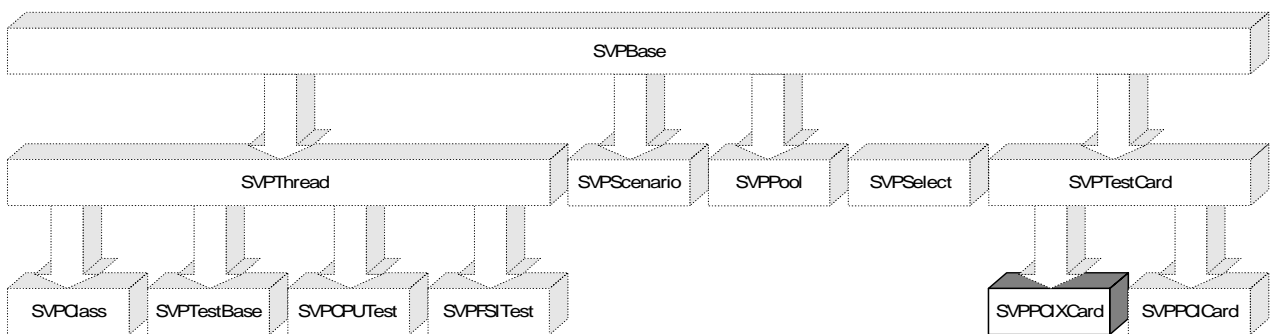 SVPBase
SVPThread
SVPScenario
SVPPool
SVPSelect
SVPTestCard
SVPClass
SVPTestBase
SVPCPUTest
SVPFSITest
SVPPCIXCard
SVPPCICard